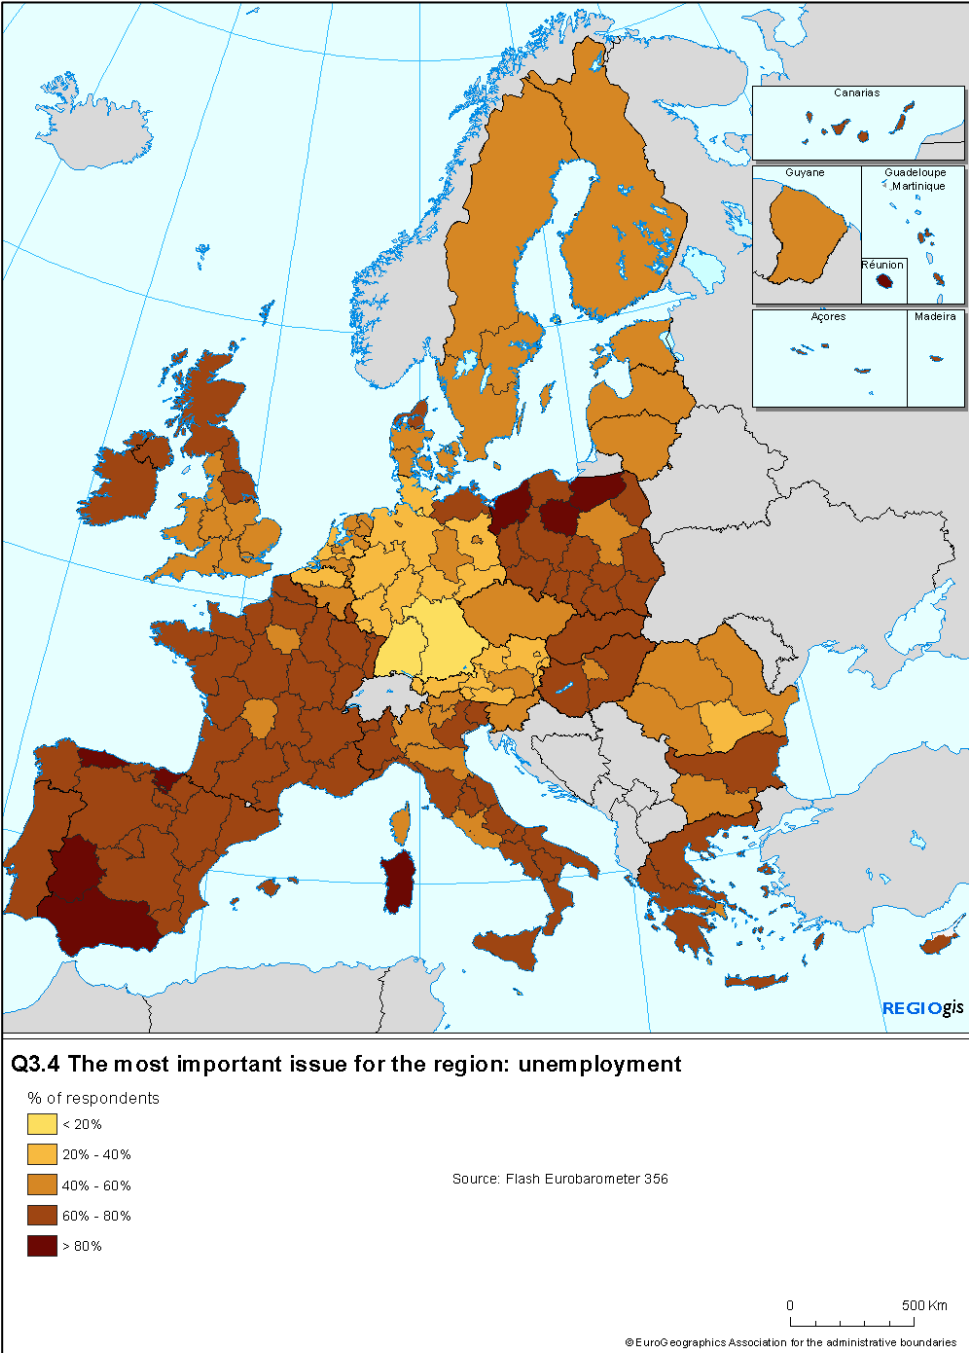 Canarias
Guyane
Guadeloupe
Martinique
Réunion
Açores
Madeira
REGIOgis
Q3.4 The most important issue for the region: unemployment
% of respondents
< 20%
20% - 40%
40% - 60%
60% - 80%
> 80%
Source: Flash Eurobarometer 356
0 500 Km
© EuroGeographics Association for the administrative boundaries